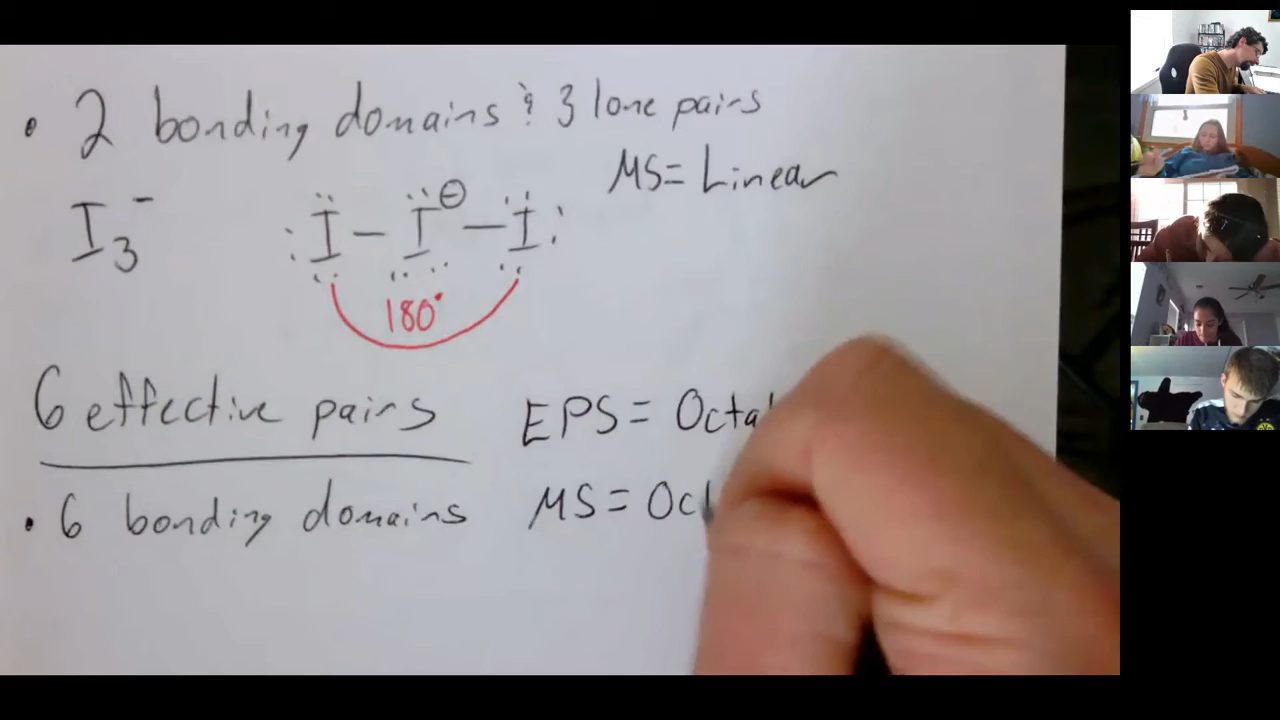 • 2 bonding domains & 3 lone pairs
MS = Linear
I₃⁻
:I – I⊖ – I:
180°
6 effective pairs
EPS = Octa
• 6 bonding domains
MS = Oc